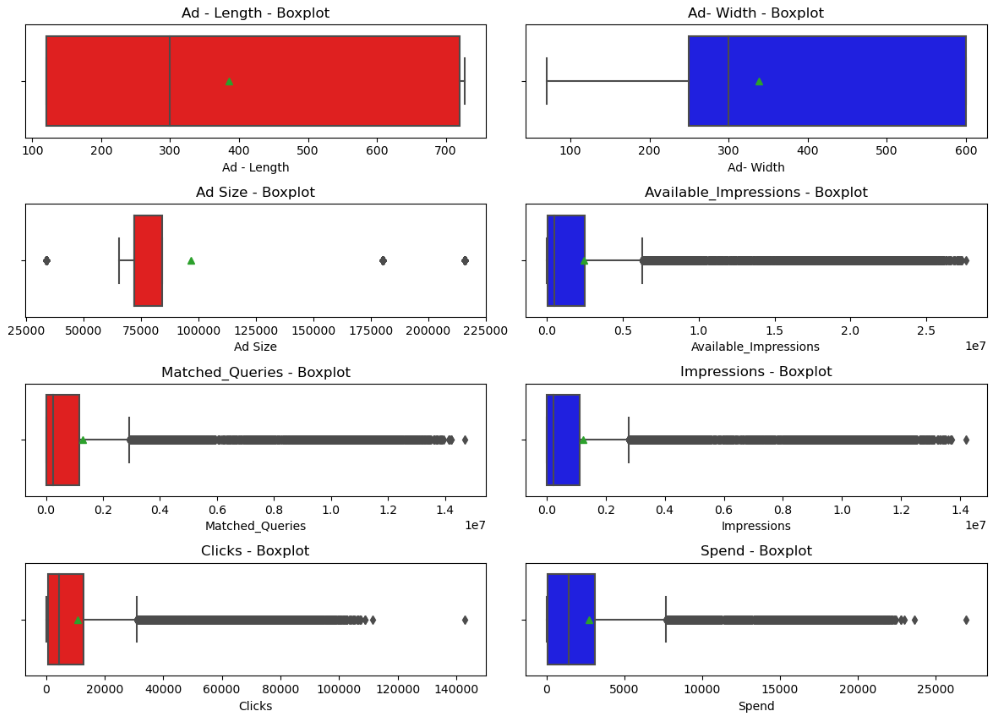 Ad - Length - Boxplot
100 200 300 400 500 600 700
Ad - Length
Ad- Width - Boxplot
100 200 300 400 500 600
Ad- Width
Ad Size - Boxplot
25000 50000 75000 100000 125000 150000 175000 200000 225000
Ad Size
Available_Impressions - Boxplot
0.0 0.5 1.0 1.5 2.0 2.5
1e7
Available_Impressions
Matched_Queries - Boxplot
0.0 0.2 0.4 0.6 0.8 1.0 1.2 1.4
1e7
Matched_Queries
Impressions - Boxplot
0.0 0.2 0.4 0.6 0.8 1.0 1.2 1.4
1e7
Impressions
Clicks - Boxplot
0 20000 40000 60000 80000 100000 120000 140000
Clicks
Spend - Boxplot
0 5000 10000 15000 20000 25000
Spend